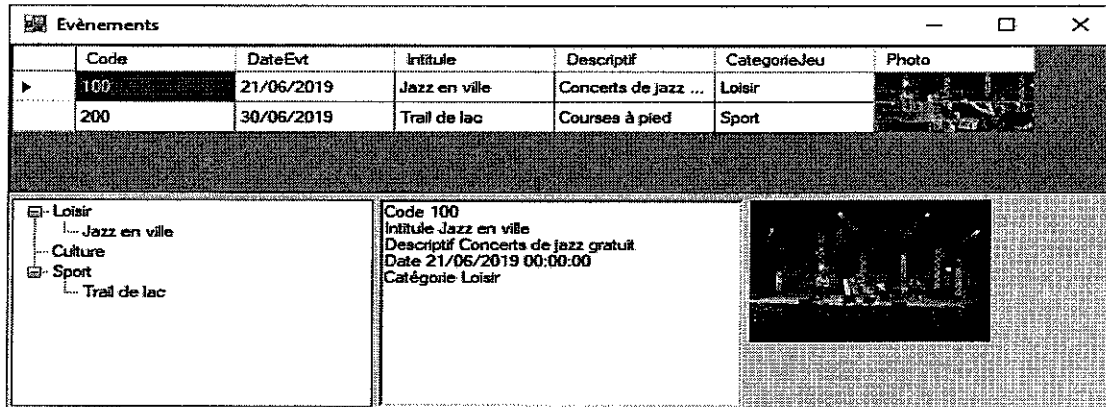 Evènements
Code DateEvt Intitule Descriptif CategorieJeu Photo
100 21/06/2019 Jazz en ville Concerts de jazz ... Loisir
200 30/06/2019 Trail de lac Courses à pied Sport
Loisir
Jazz en ville
Culture
Sport
Trail de lac
Code 100
Intitule Jazz en ville
Descriptif Concerts de jazz gratuit
Date 21/06/2019 00:00:00
Catégorie Loisir